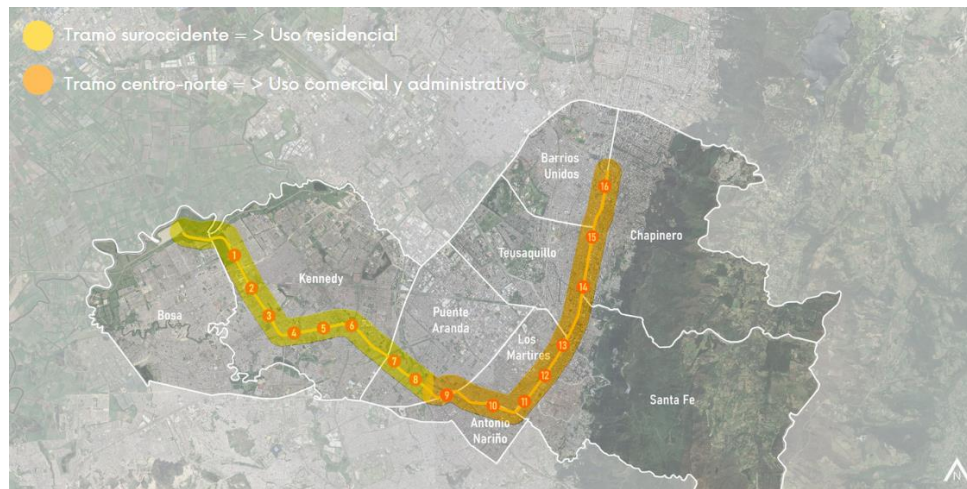 Tramo suroccidente = > Uso residencial
Tramo centro-norte = > Uso comercial y administrativo
Barrios
Unidos
16
15
Chapinero
Teusaquillo
1
Kennedy
2
14
Bosa
3
4
5
6
Puente
Aranda
Los
Martires
13
7
8
12
9
10
11
Santa Fe
Antonio
Nariño
N